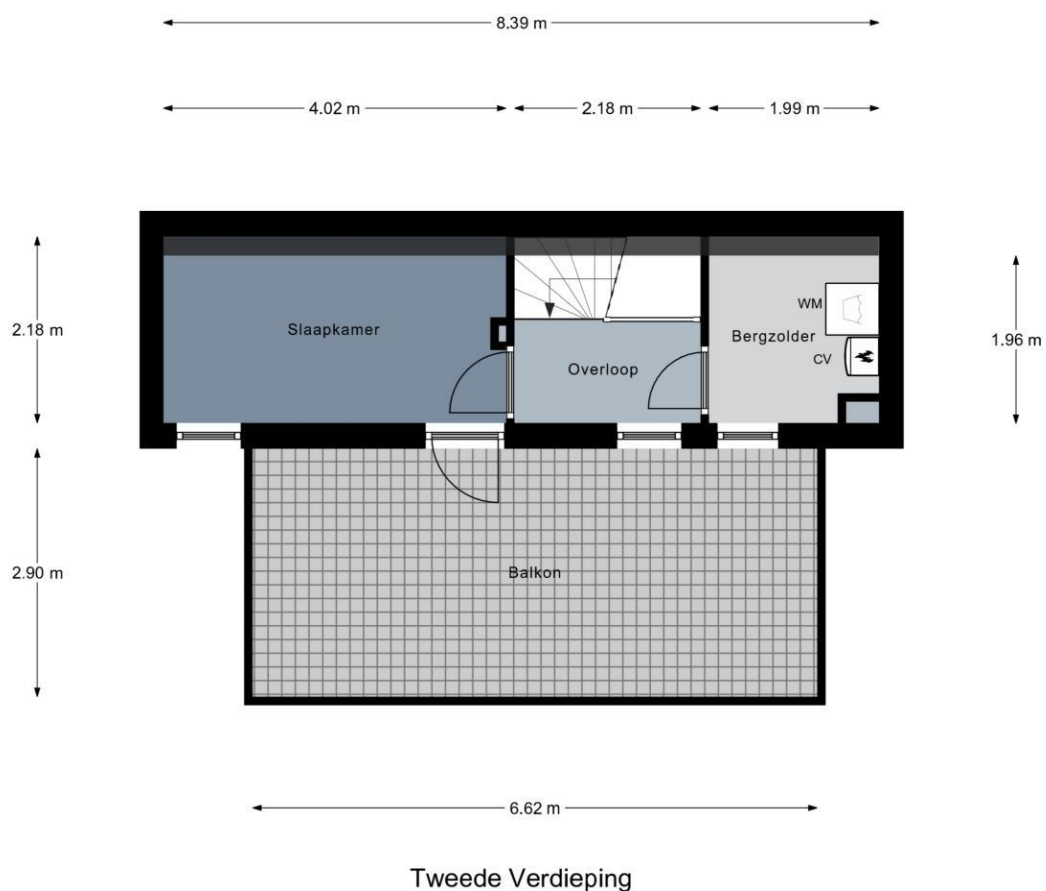 8.39 m
4.02 m
2.18 m
1.99 m
2.18 m
Slaapkamer
Overloop
WM
Bergzolder
CV
1.96 m
2.90 m
Balkon
6.62 m
Tweede Verdieping